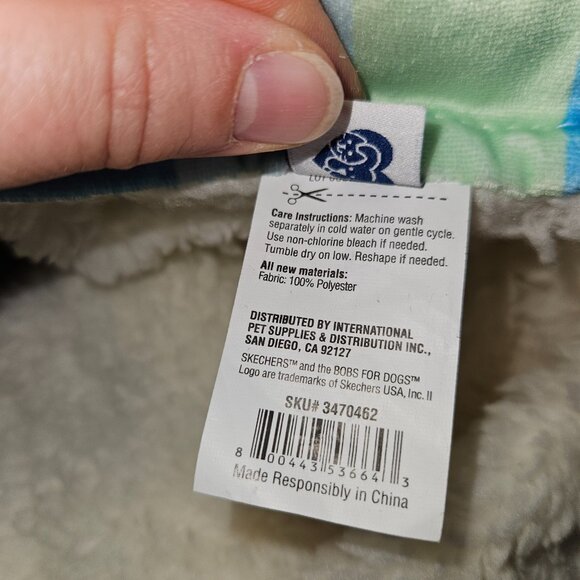 Care Instructions: Machine wash
separately in cold water on gentle cycle.
Use non-chlorine bleach if needed.
Tumble dry on low. Reshape if needed.
All new materials:
Fabric: 100% Polyester
DISTRIBUTED BY INTERNATIONAL
PET SUPPLIES & DISTRIBUTION INC.,
SAN DIEGO, CA 92127
SKECHERS™ and the BOBS FOR DOGS™
Logo are trademarks of Skechers USA, Inc. II
SKU# 3470462
8 00443 53664 3
Made Responsibly in China